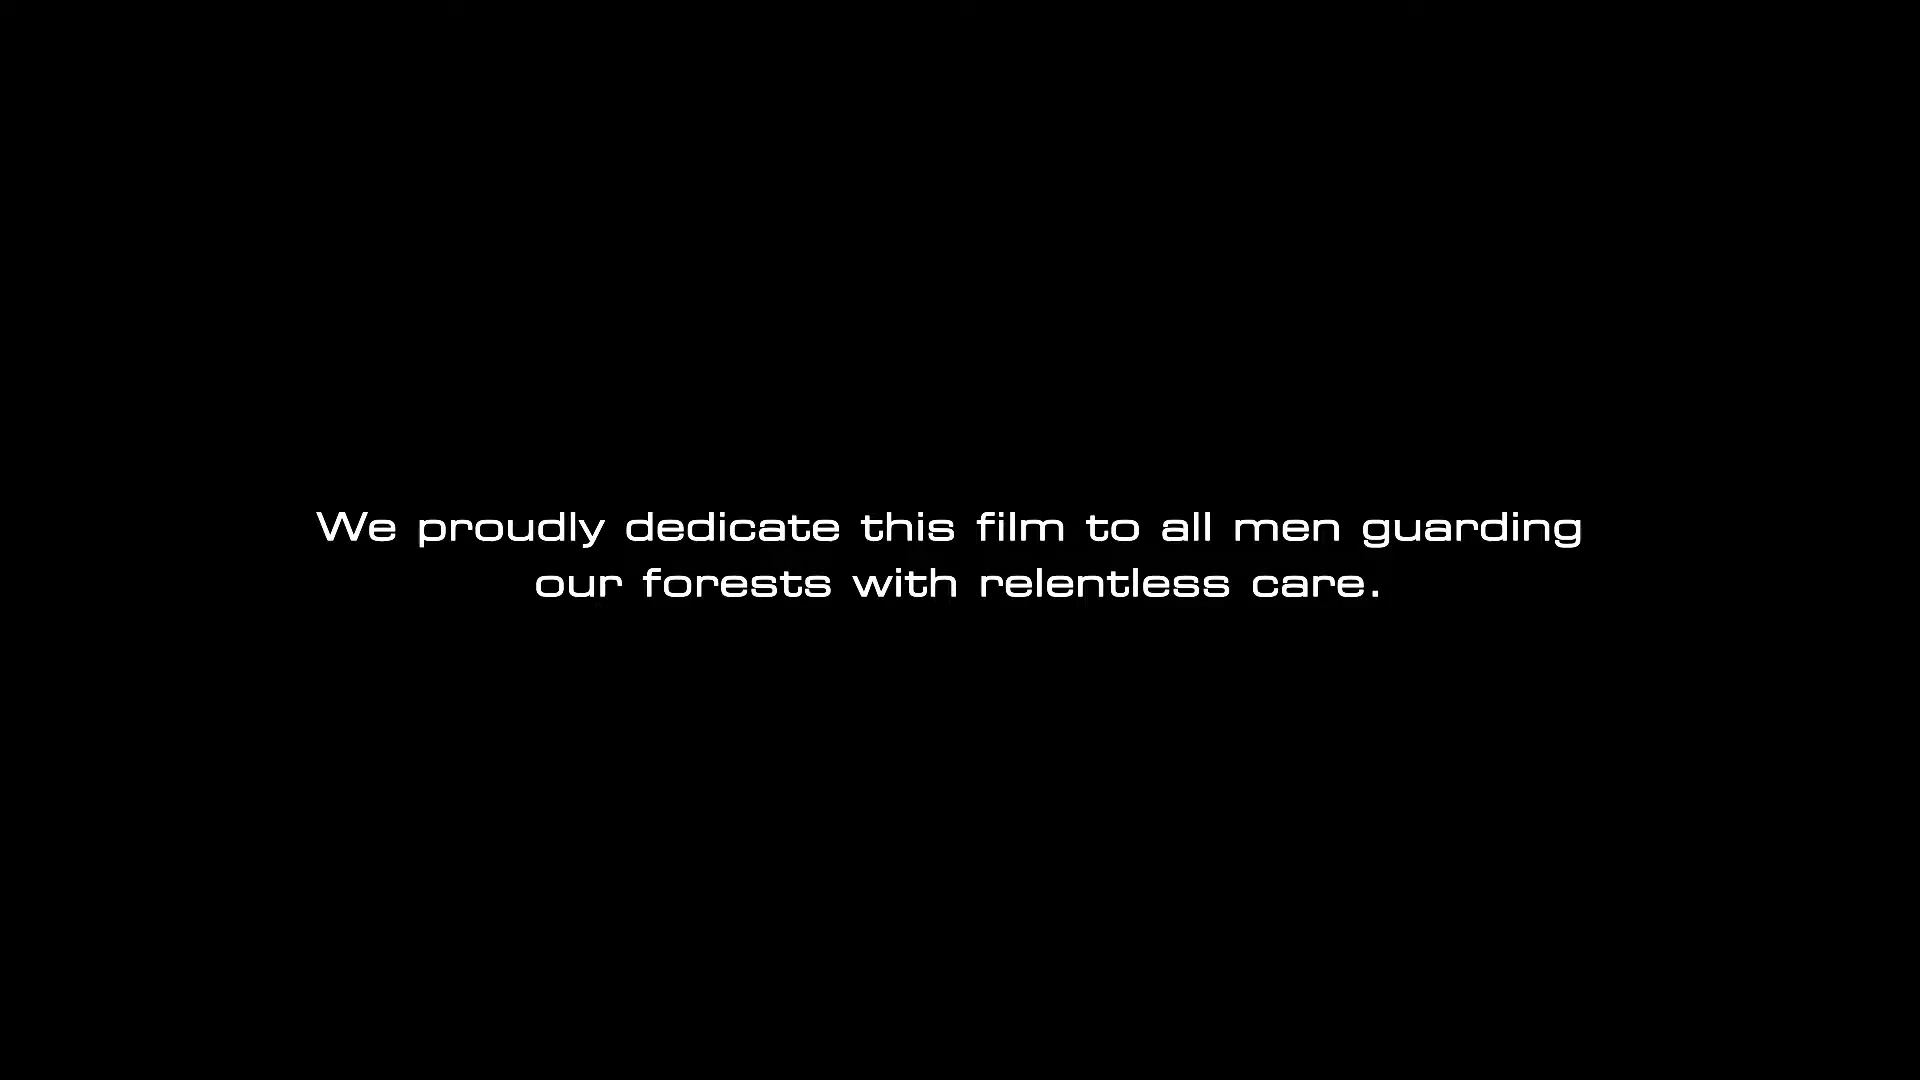 We proudly dedicate this film to all men guarding
our forests with relentless care.